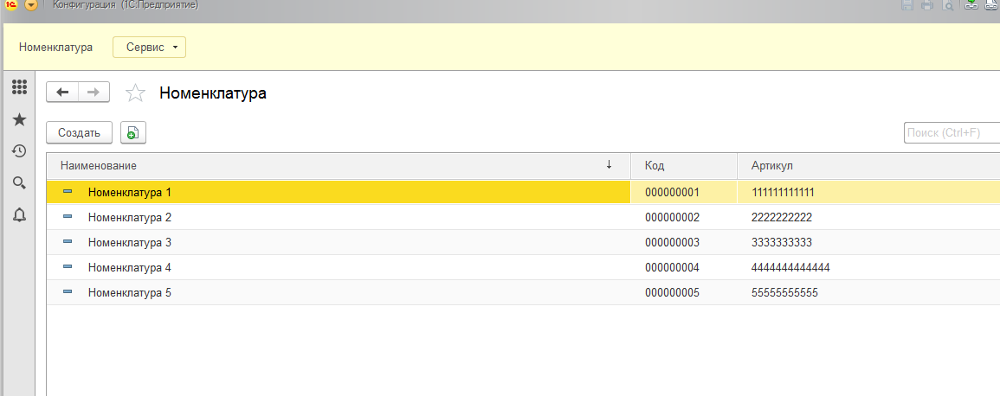 1С Конфигурация (1С:Предприятие)
Номенклатура Сервис
Номенклатура
Создать Поиск (Ctrl+F)
Наименование Код Артикул
Номенклатура 1 000000001 111111111111
Номенклатура 2 000000002 2222222222
Номенклатура 3 000000003 3333333333
Номенклатура 4 000000004 4444444444444
Номенклатура 5 000000005 55555555555